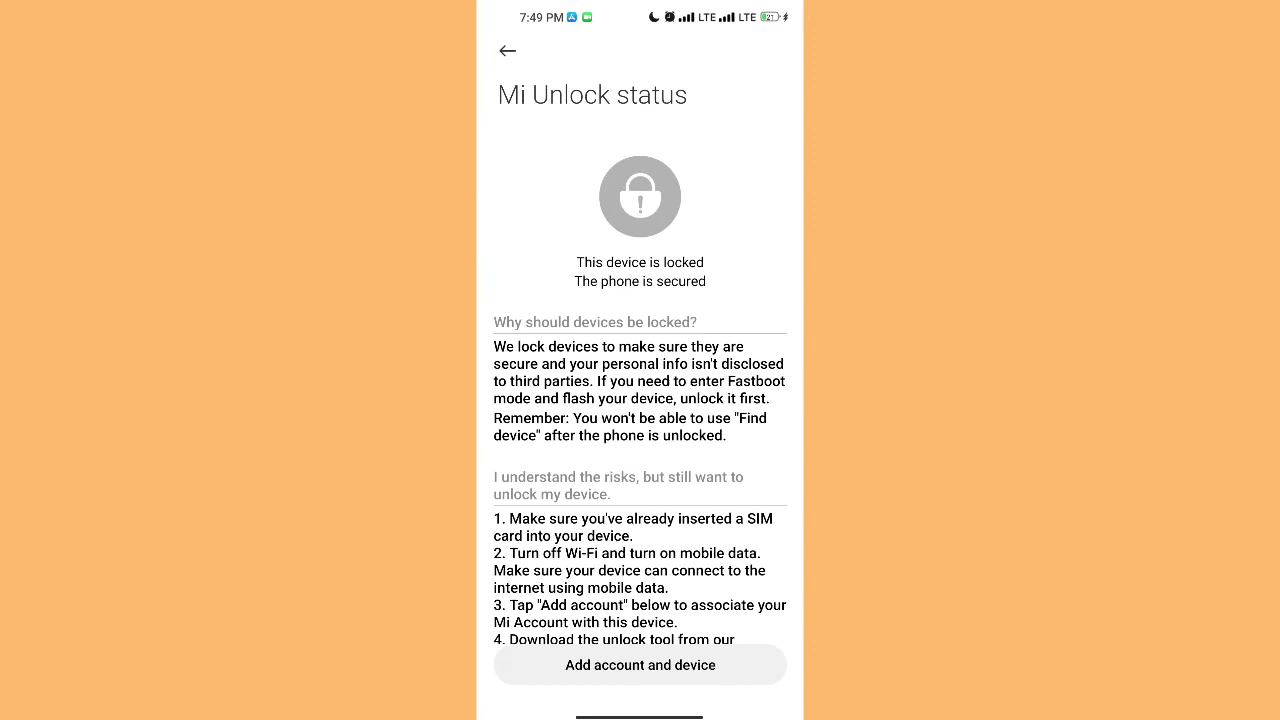 7:49 PM LTE LTE 21
Mi Unlock status
This device is locked
The phone is secured
Why should devices be locked?
We lock devices to make sure they are
secure and your personal info isn't disclosed
to third parties. If you need to enter Fastboot
mode and flash your device, unlock it first.
Remember: You won't be able to use "Find
device" after the phone is unlocked.
I understand the risks, but still want to
unlock my device.
1. Make sure you've already inserted a SIM
card into your device.
2. Turn off Wi-Fi and turn on mobile data.
Make sure your device can connect to the
internet using mobile data.
3. Tap "Add account" below to associate your
Mi Account with this device.
4. Download the unlock tool from our
Add account and device